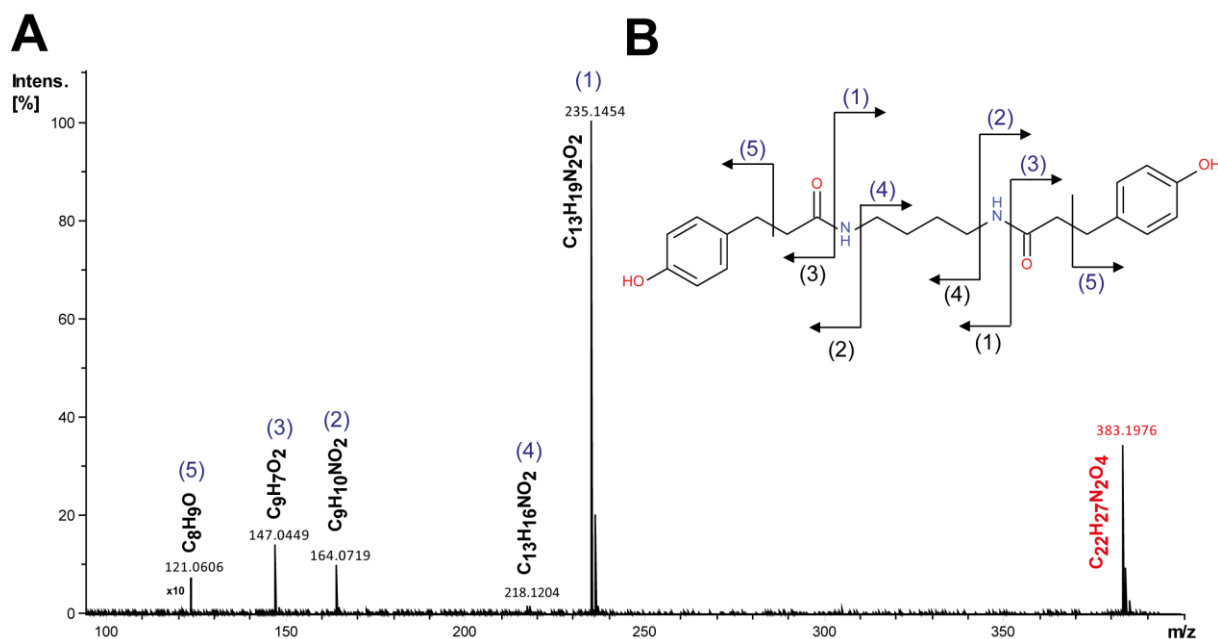 A
B
Intens.
[%]
100
80
60
40
20
0
100
150
200
250
300
350
m/z
(1)
235.1454
C13H19N2O2
(5)
C8H9O
121.0606
x10
(3)
C9H7O2
147.0449
(2)
C9H10NO2
164.0719
(4)
C13H16NO2
218.1204
383.1976
C22H27N2O4
(1)
(2)
(5)
(3)
(4)
OH
O
H
N
N
H
O
HO
(3)
(4)
(5)
(2)
(1)